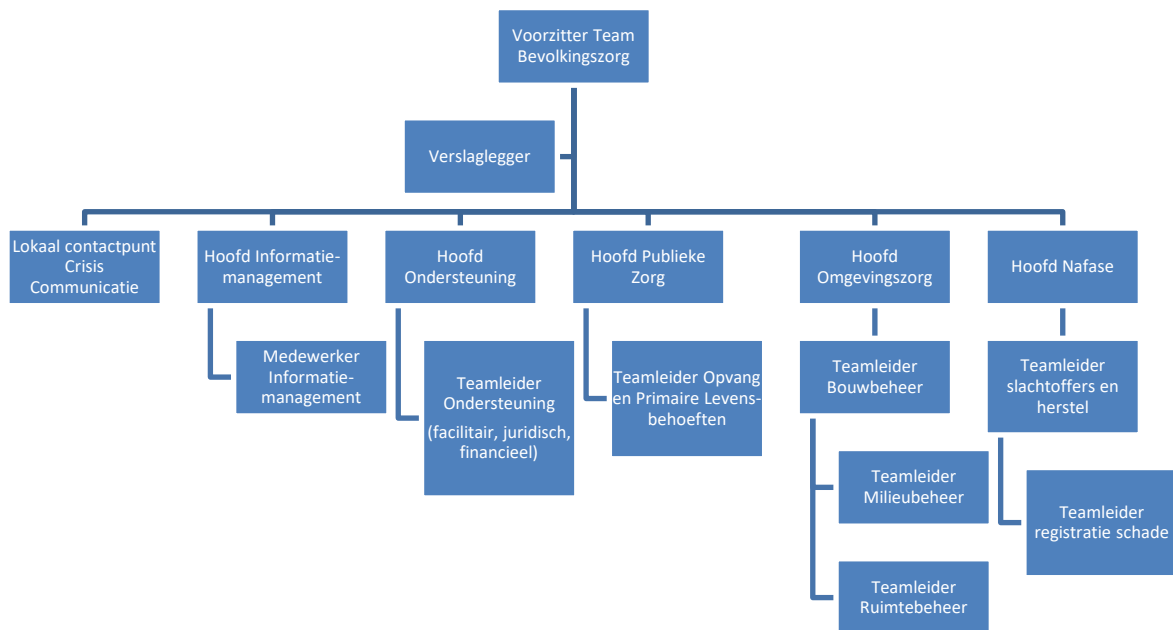 Voorzitter Team
Bevolkingszorg
Verslaglegger
Lokaal contactpunt
Crisis
Communicatie
Hoofd Informatie-
management
Hoofd
Ondersteuning
Hoofd Publieke
Zorg
Hoofd
Omgevingszorg
Hoofd Nafase
Medewerker
Informatie-
management
Teamleider
Ondersteuning
(facilitair, juridisch,
financieel)
Teamleider Opvang
en Primaire Levens-
behoeften
Teamleider
Bouwbeheer
Teamleider
slachtoffers en
herstel
Teamleider
Milieubeheer
Teamleider
registratie schade
Teamleider
Ruimtebeheer